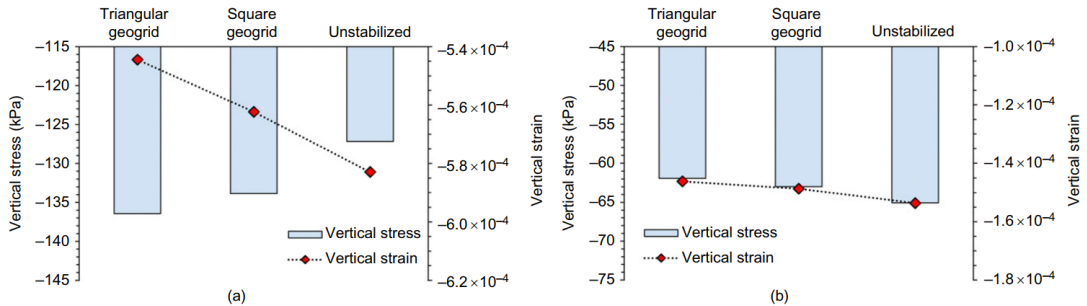 Triangular
geogrid
Square
geogrid
Unstabilized
–115
–120
–125
–130
–135
–140
–145
Vertical stress (kPa)
–5.4 × 10⁻⁴
–5.6 × 10⁻⁴
–5.8 × 10⁻⁴
–6.0 × 10⁻⁴
–6.2 × 10⁻⁴
Vertical strain
Vertical stress
Vertical strain
(a)
Triangular
geogrid
Square
geogrid
Unstabilized
–45
–50
–55
–60
–65
–70
–75
Vertical stress (kPa)
–1.0 × 10⁻⁴
–1.2 × 10⁻⁴
–1.4 × 10⁻⁴
–1.6 × 10⁻⁴
–1.8 × 10⁻⁴
Vertical strain
Vertical stress
Vertical strain
(b)